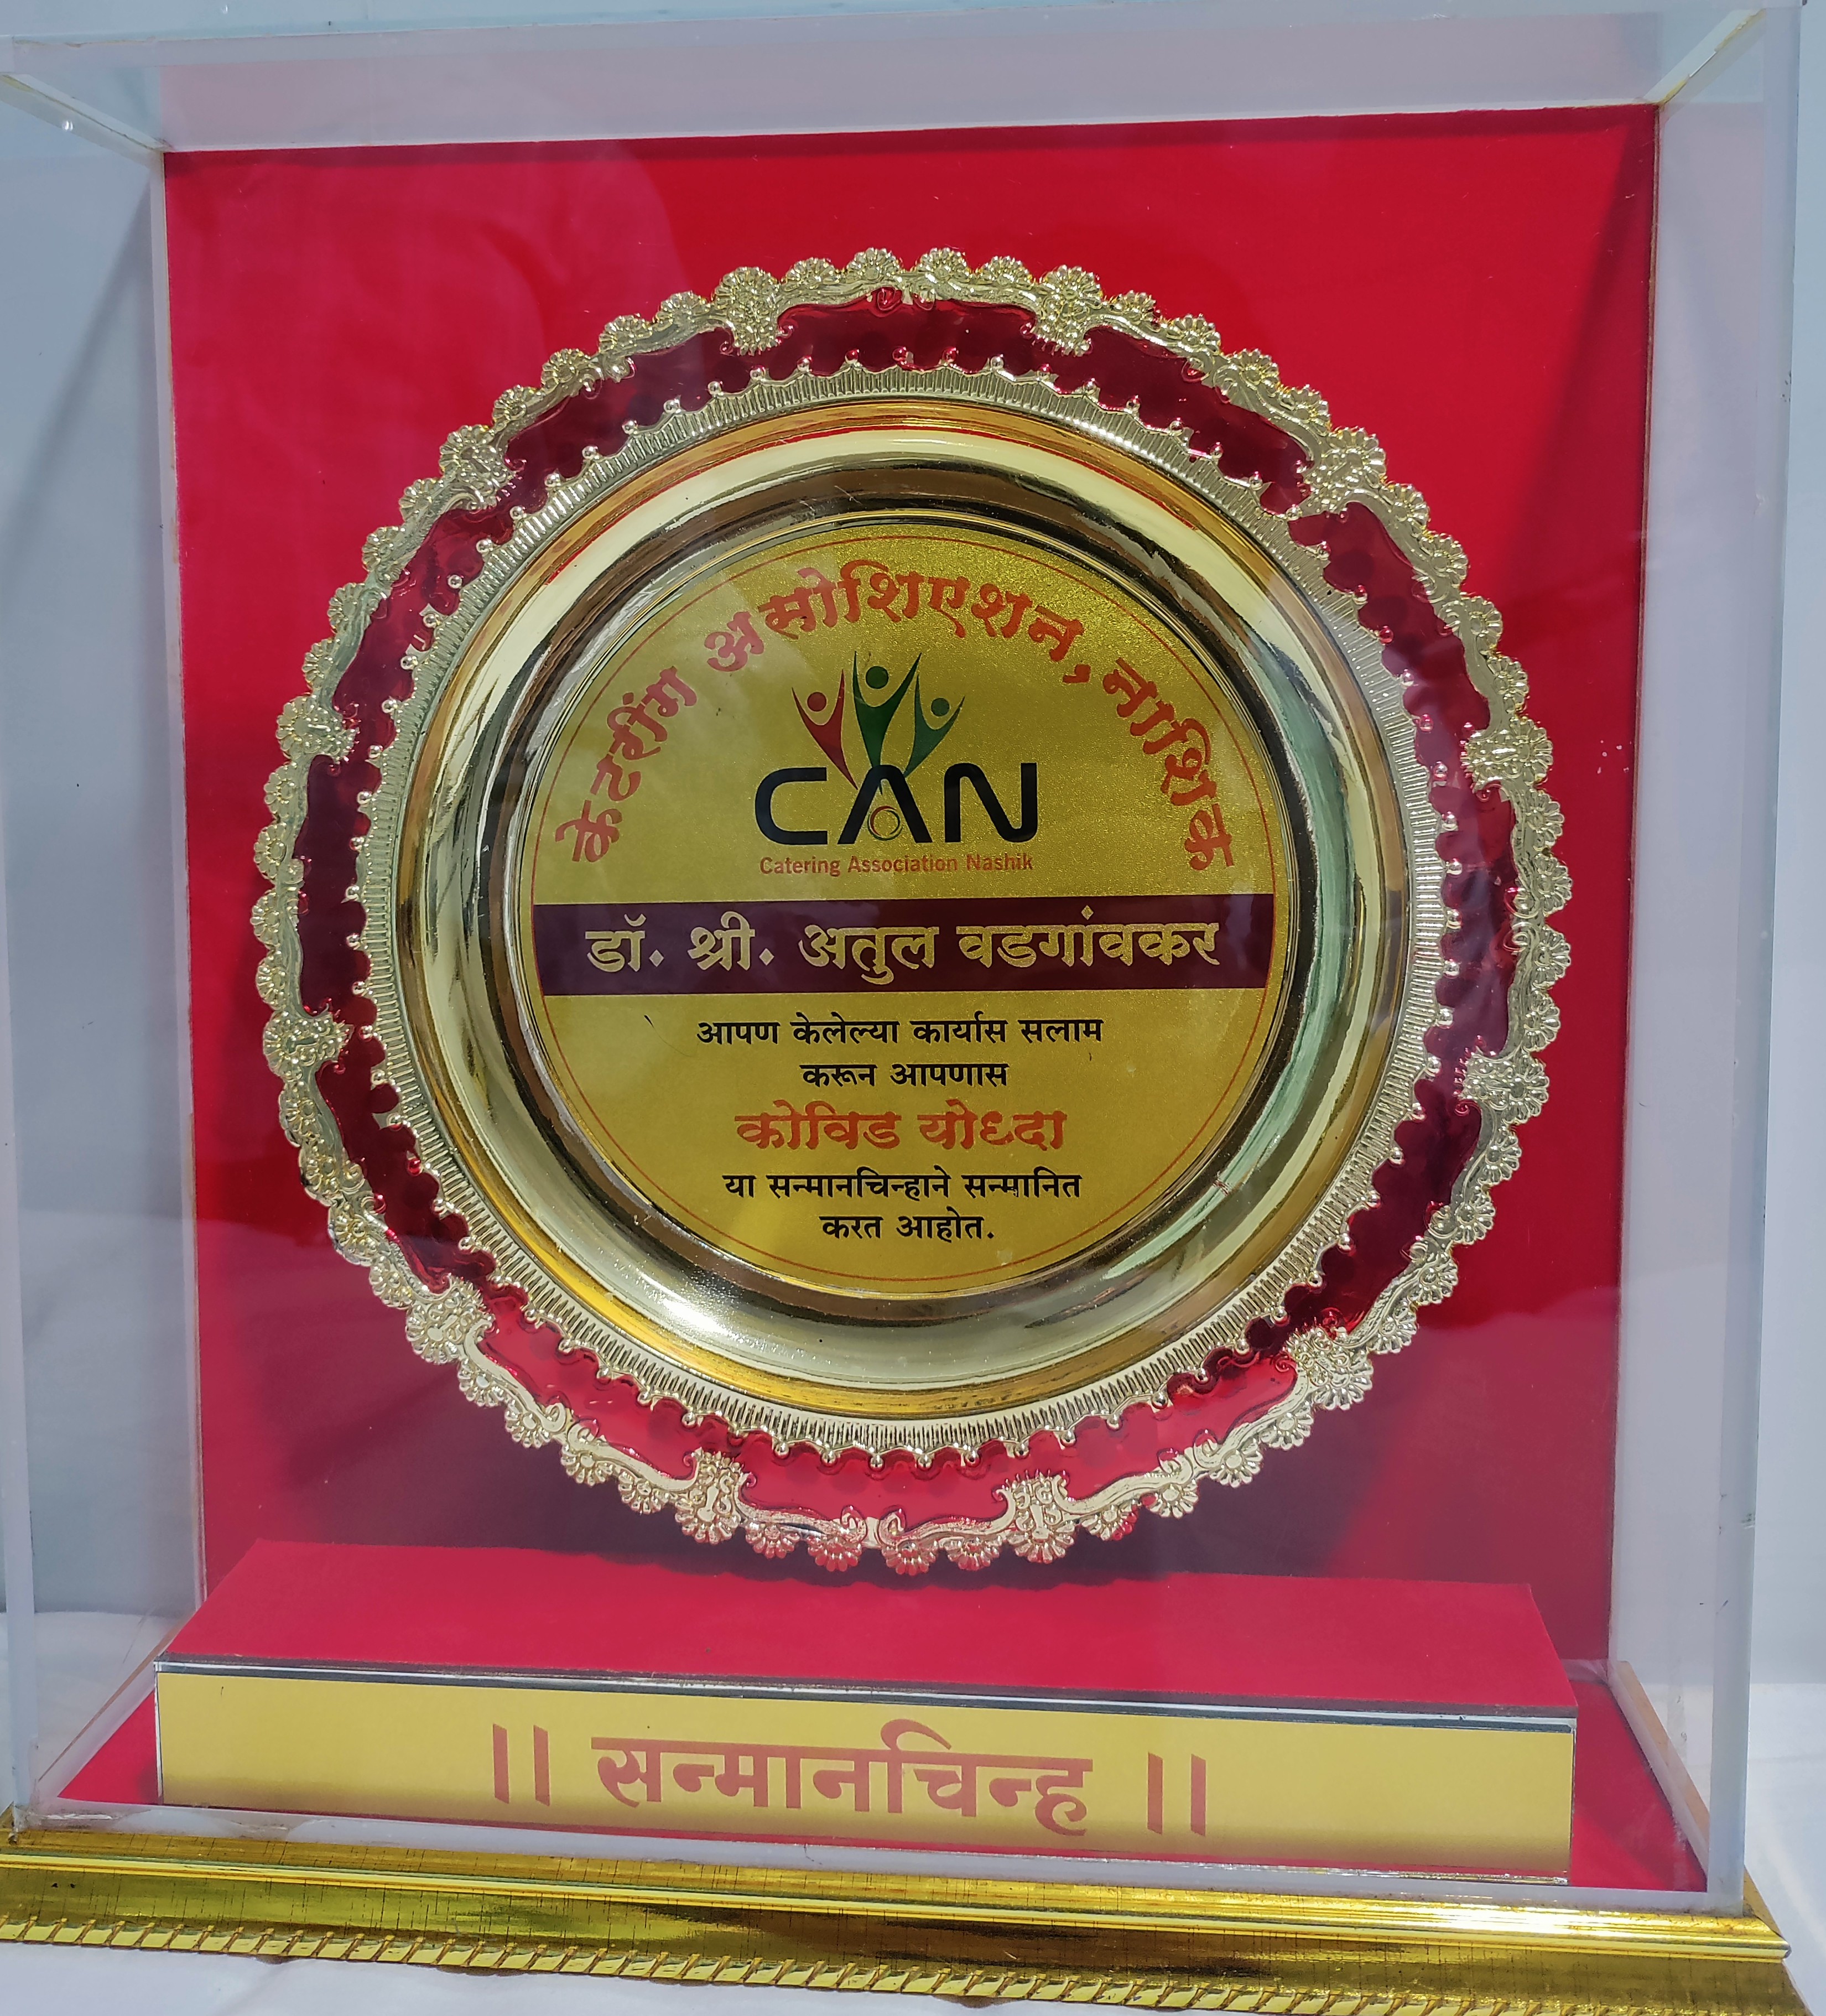 केटरींग असोशिएशन, नाशिक
CAN
Catering Association Nashik
डॉ. श्री. अतुल वडगांवकर
आपण केलेल्या कार्यास सलाम
करून आपणास
कोविड योध्दा
या सन्मानचिन्हाने सन्मानित
करत आहोत.
|| सन्मानचिन्ह ||